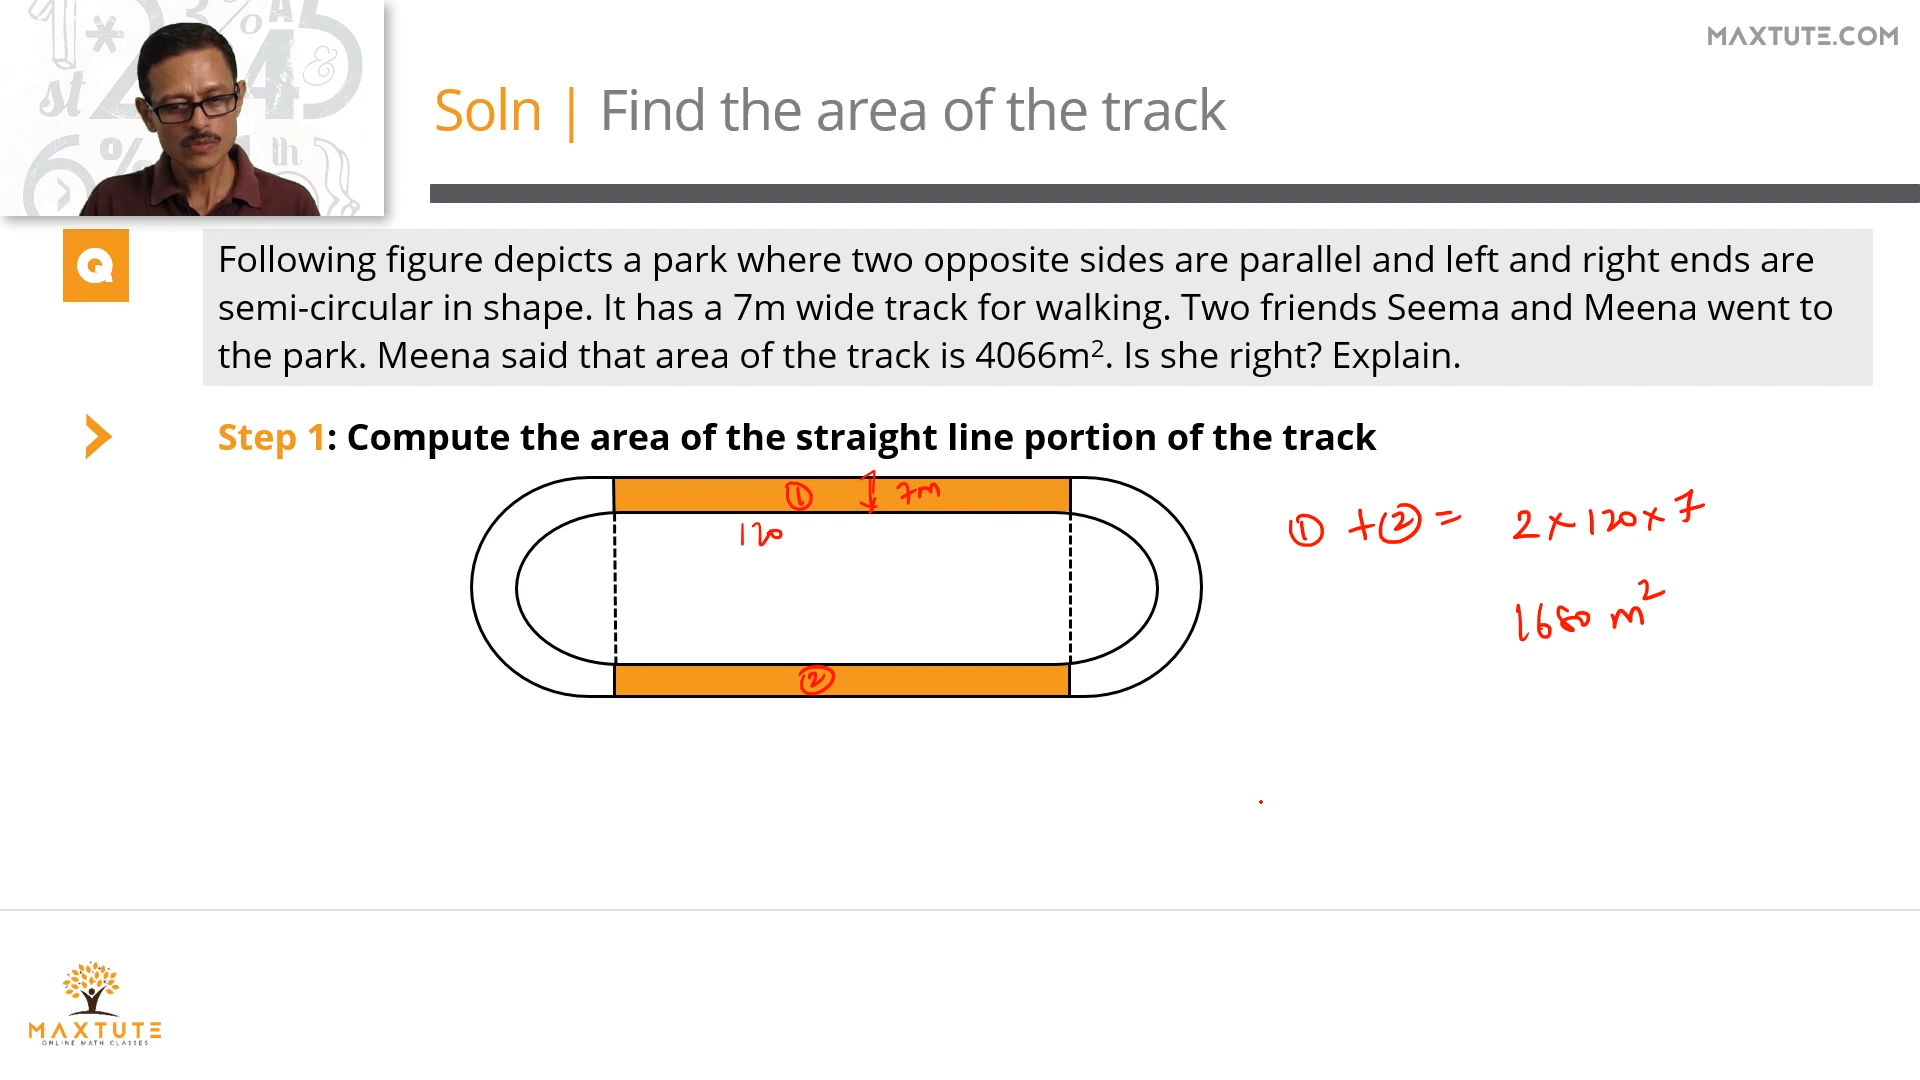 MAXTUTE.COM
Soln | Find the area of the track
Q
Following figure depicts a park where two opposite sides are parallel and left and right ends are
semi-circular in shape. It has a 7m wide track for walking. Two friends Seema and Meena went to
the park. Meena said that area of the track is 4066m². Is she right? Explain.
Step 1: Compute the area of the straight line portion of the track
① 7m
120
②
① + ② = 2 × 120 × 7
1680 m²
MAXTUTE
ONLINE MATH CLASSES